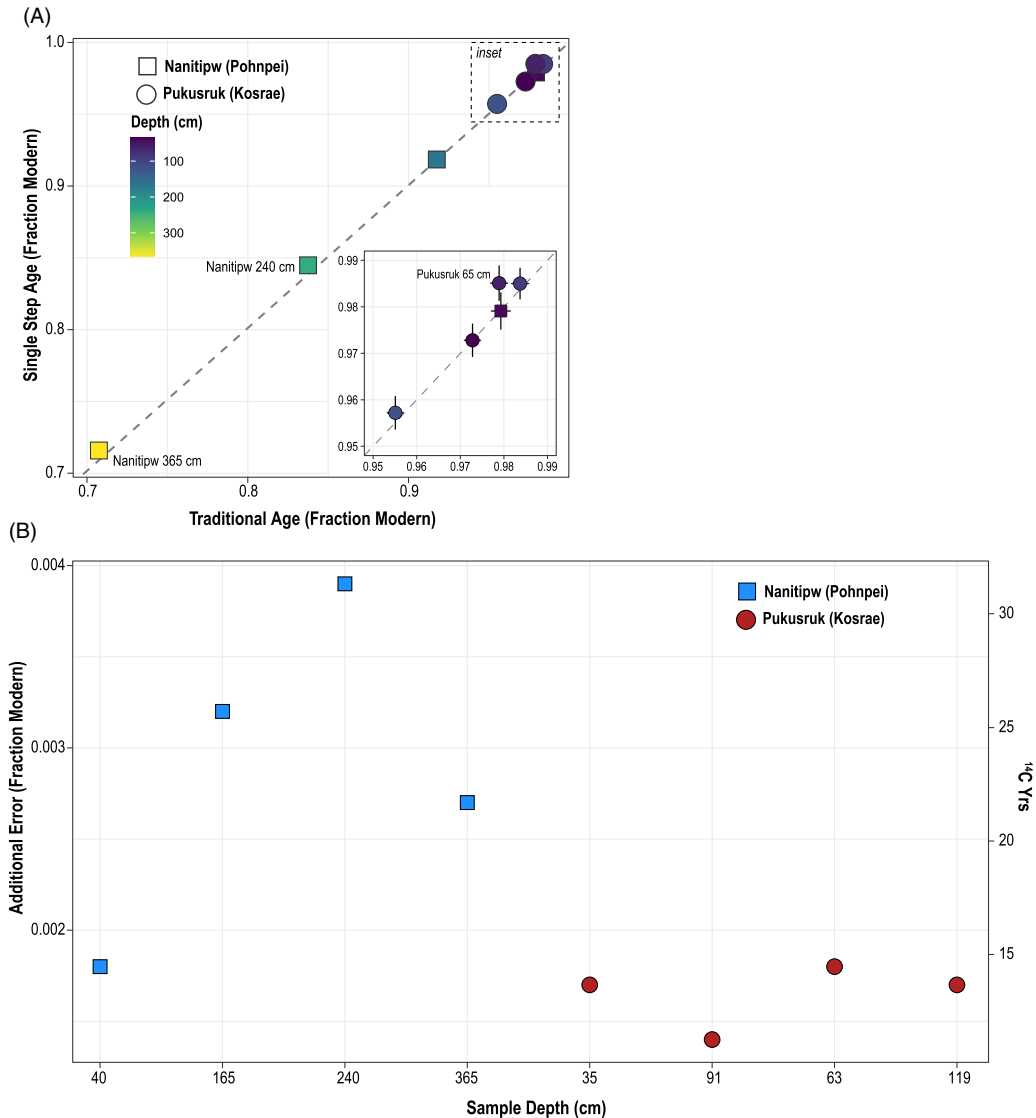 (A)
1.0
0.9
0.8
0.7
Single Step Age (Fraction Modern)
Nanitipw (Pohnpei)
Pukusruk (Kosrae)
Depth (cm)
100
200
300
inset
Nanitipw 240 cm
Nanitipw 365 cm
Pukusruk 65 cm
0.99
0.98
0.97
0.96
0.95
0.95 0.96 0.97 0.98 0.99
0.7 0.8 0.9
Traditional Age (Fraction Modern)
(B)
0.004
0.003
0.002
Additional Error (Fraction Modern)
Nanitipw (Pohnpei)
Pukusruk (Kosrae)
30
25
20
15
14C Yrs
40 165 240 365 35 91 63 119
Sample Depth (cm)